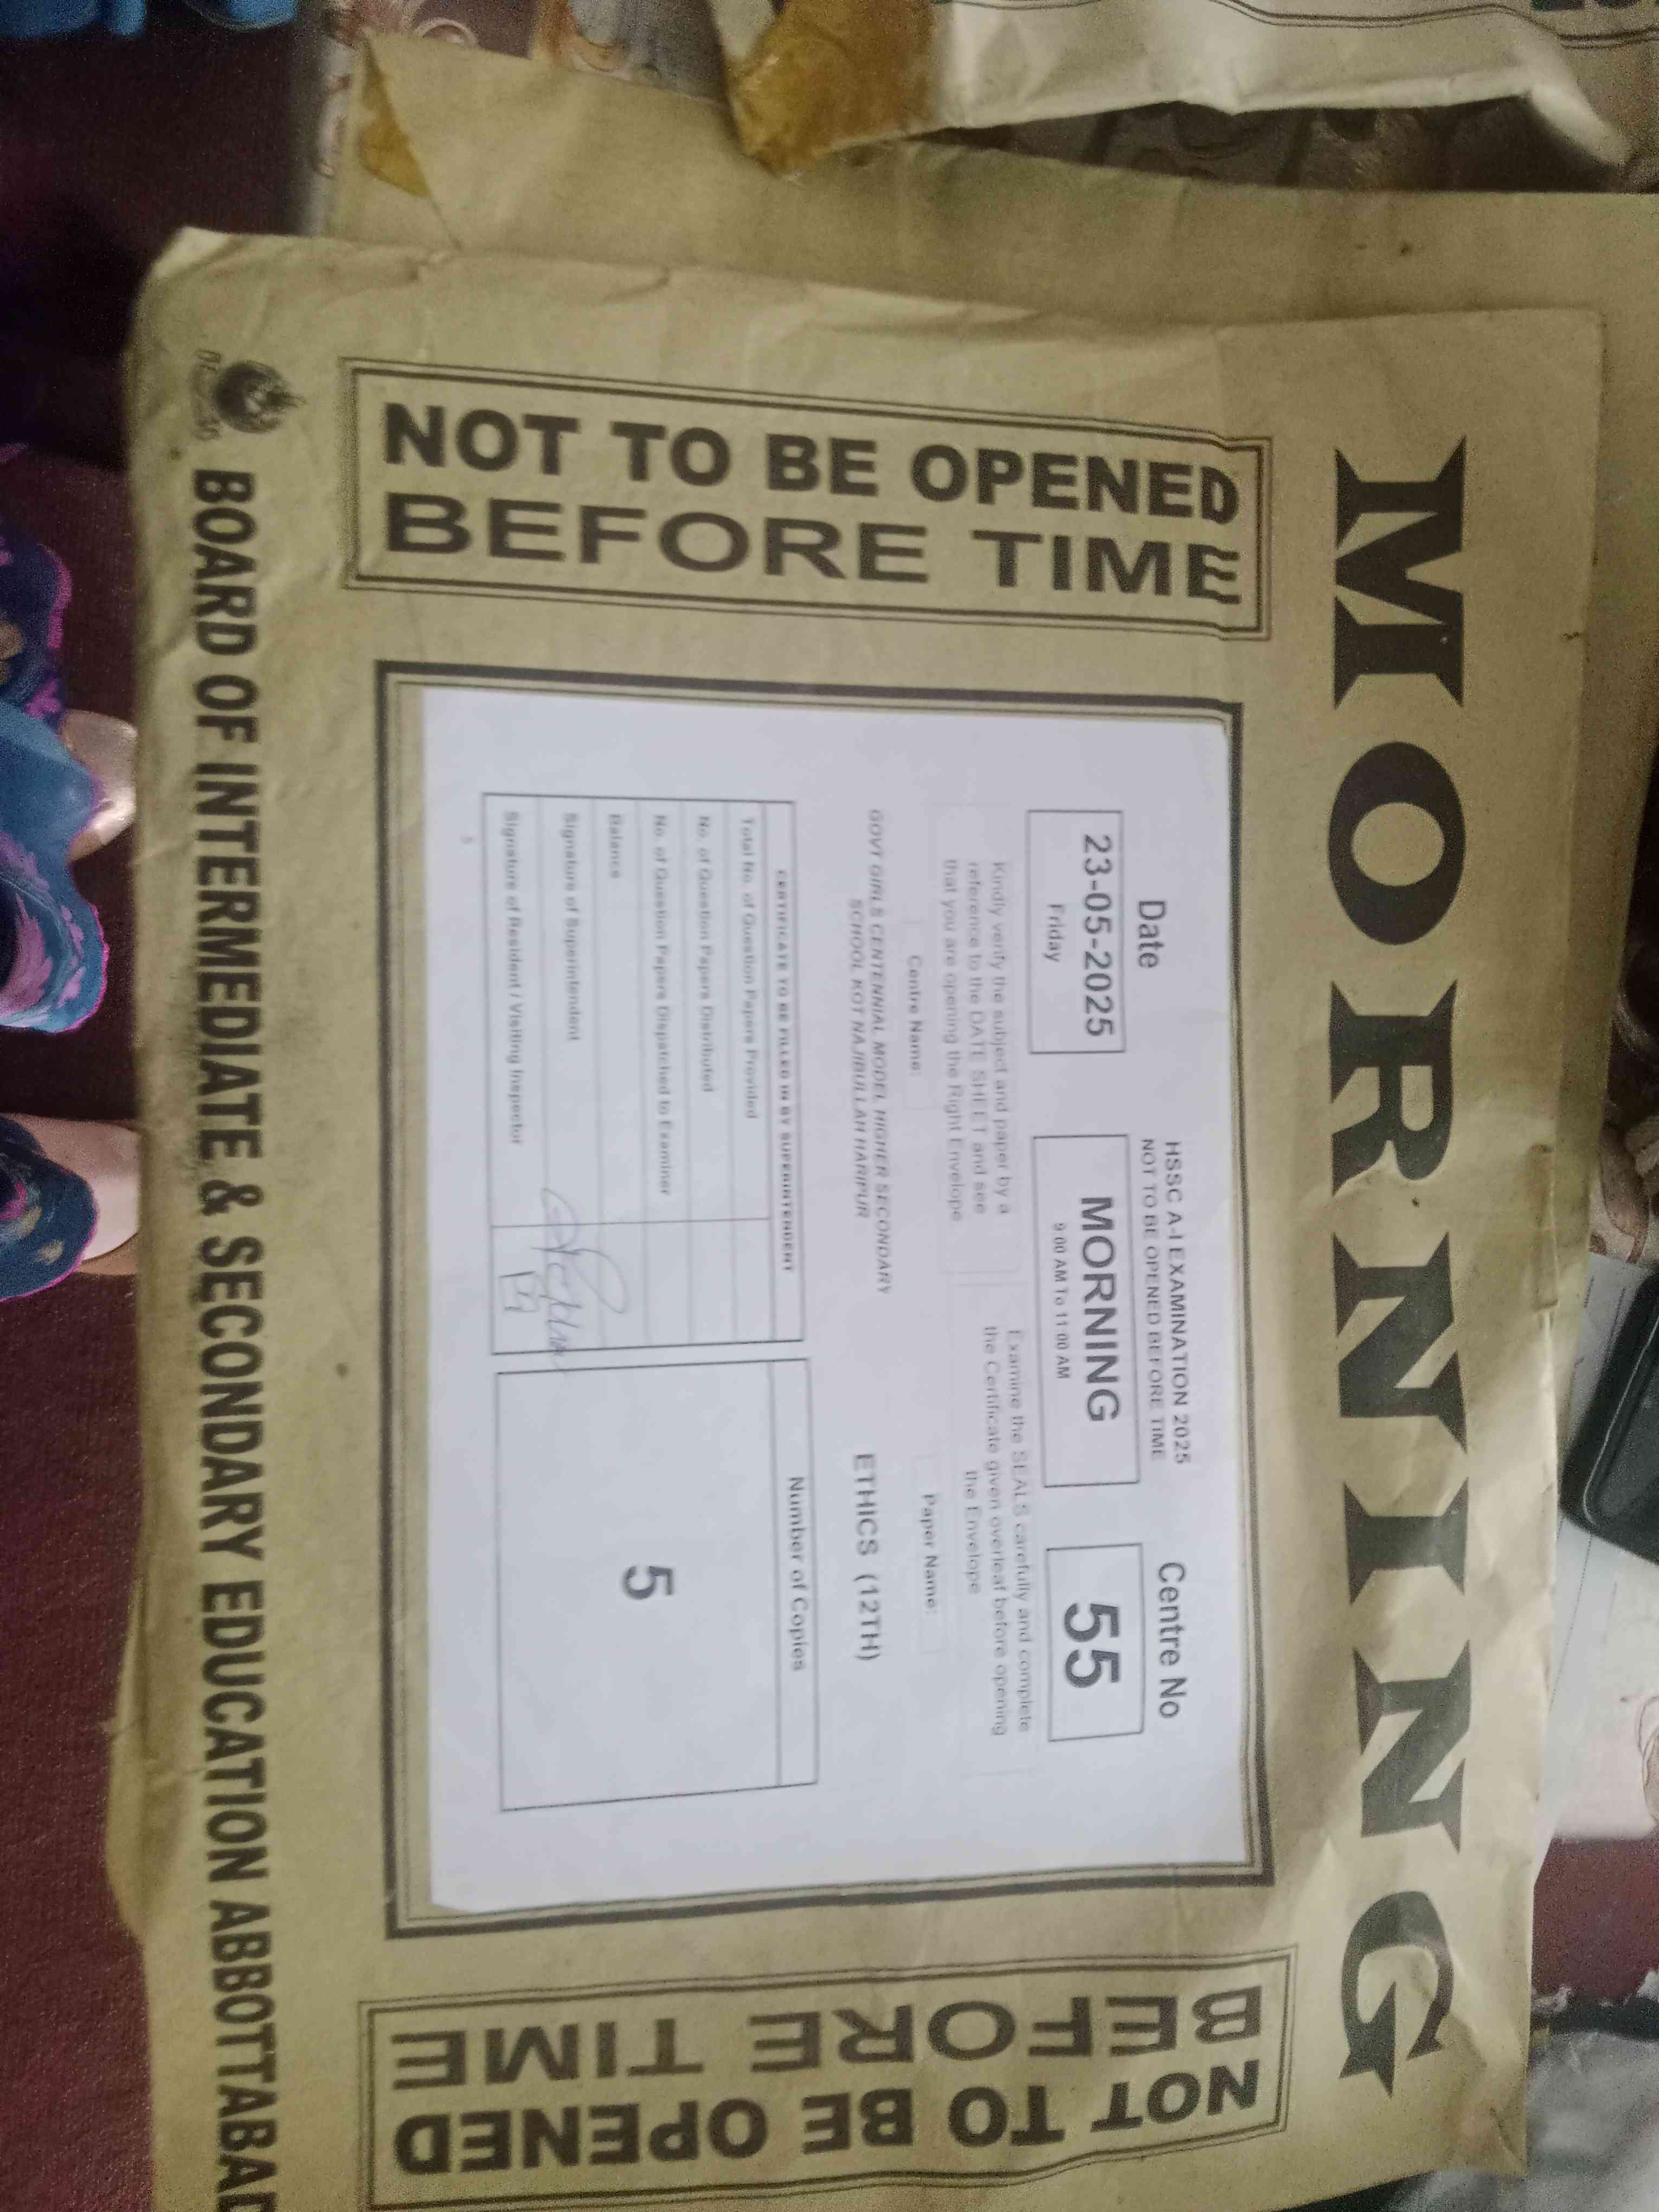 MORNING
NOT TO BE OPENED
BEFORE TIME
HSSC A-I EXAMINATION 2025
NOT TO BE OPENED BEFORE TIME
Date
23-05-2025
Friday
MORNING
9:00 AM To 11:00 AM
Centre No
55
Kindly verify the subject and paper by a
reference to the DATE SHEET and see
that you are opening the Right Envelope
Examine the SEALS carefully and complete
the Certificate given overleaf before opening
the Envelope
Centre Name:
Paper Name:
GOVT GIRLS CENTENNIAL MODEL HIGHER SECONDARY
SCHOOL KOT NAJIBULLAH HARIPUR
ETHICS (12TH)
CERTIFICATE TO BE FILLED IN BY SUPERINTENDENT
Total No. of Question Papers Provided
No. of Question Papers Distributed
No. of Question Papers Dispatched to Examiner
Balance
Signature of Superintendent
Signature of Resident / Visiting Inspector
Number of Copies
5
NOT TO BE OPENED
BEFORE TIME
BOARD OF INTERMEDIATE & SECONDARY EDUCATION ABBOTTABAD